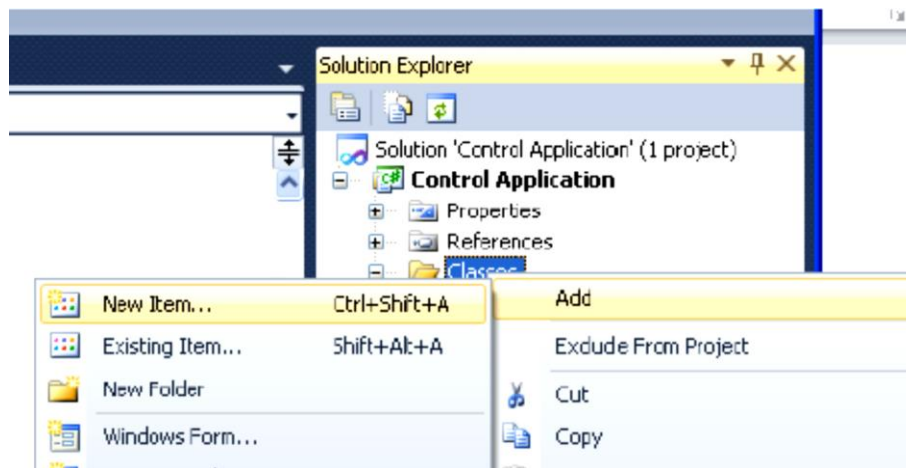 Solution Explorer
Solution 'Control Application' (1 project)
Control Application
Properties
References
Classes
New Item... Ctrl+Shift+A
Existing Item... Shift+Alt+A
New Folder
Windows Form...
Add
Exclude From Project
Cut
Copy